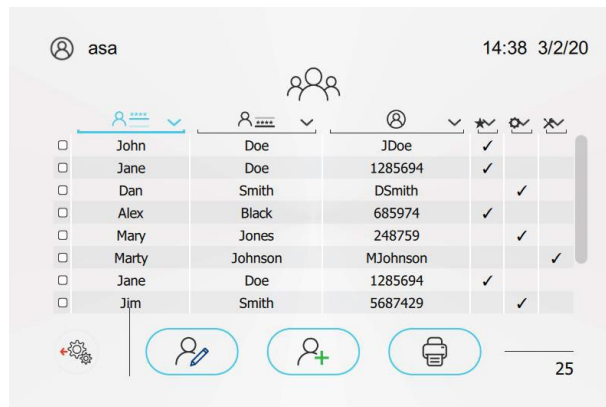 asa 14:38 3/2/20
John Doe JDoe ✓
Jane Doe 1285694 ✓
Dan Smith DSmith ✓
Alex Black 685974 ✓
Mary Jones 248759 ✓
Marty Johnson MJohnson ✓
Jane Doe 1285694 ✓
Jim Smith 5687429 ✓
25